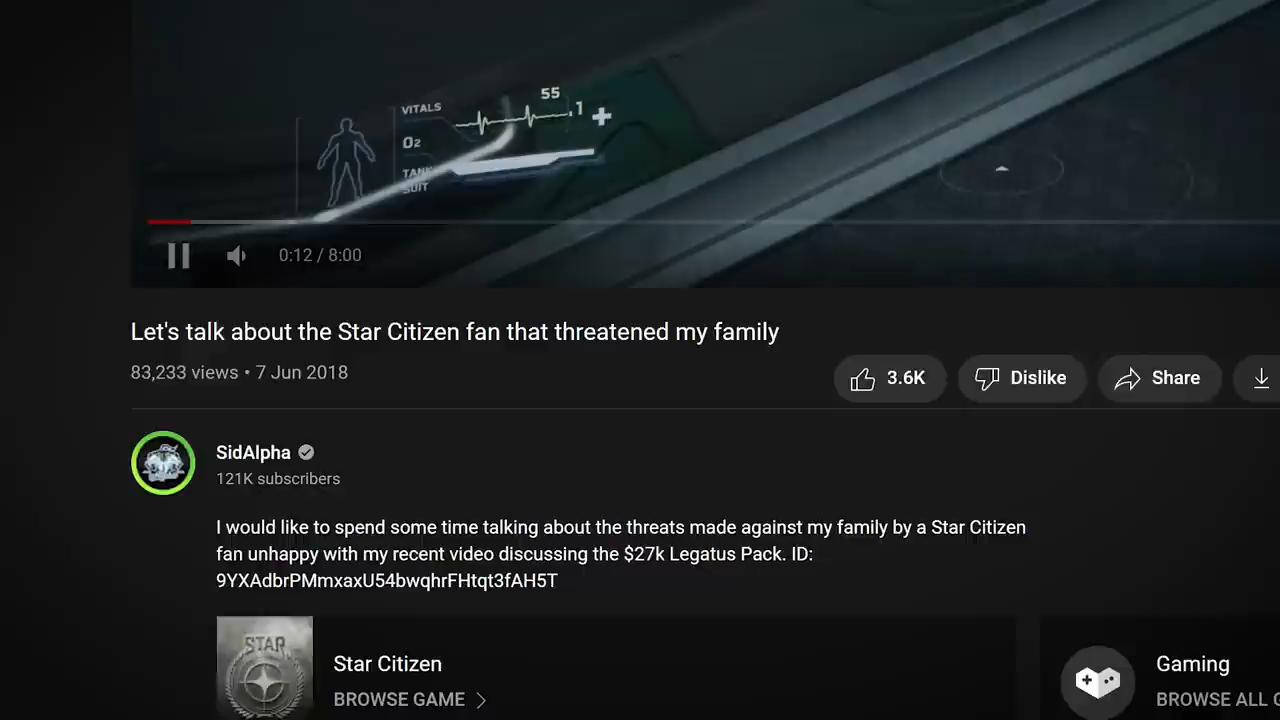 VITALS
55
.1
O2
TANK
SUIT
0:12 / 8:00
Let's talk about the Star Citizen fan that threatened my family
83,233 views • 7 Jun 2018
3.6K
Dislike
Share
SidAlpha
121K subscribers
I would like to spend some time talking about the threats made against my family by a Star Citizen
fan unhappy with my recent video discussing the $27k Legatus Pack. ID:
9YXAdbrPMmxaxU54bwqhrFHtqt3fAH5T
STAR
Star Citizen
BROWSE GAME
Gaming
BROWSE ALL